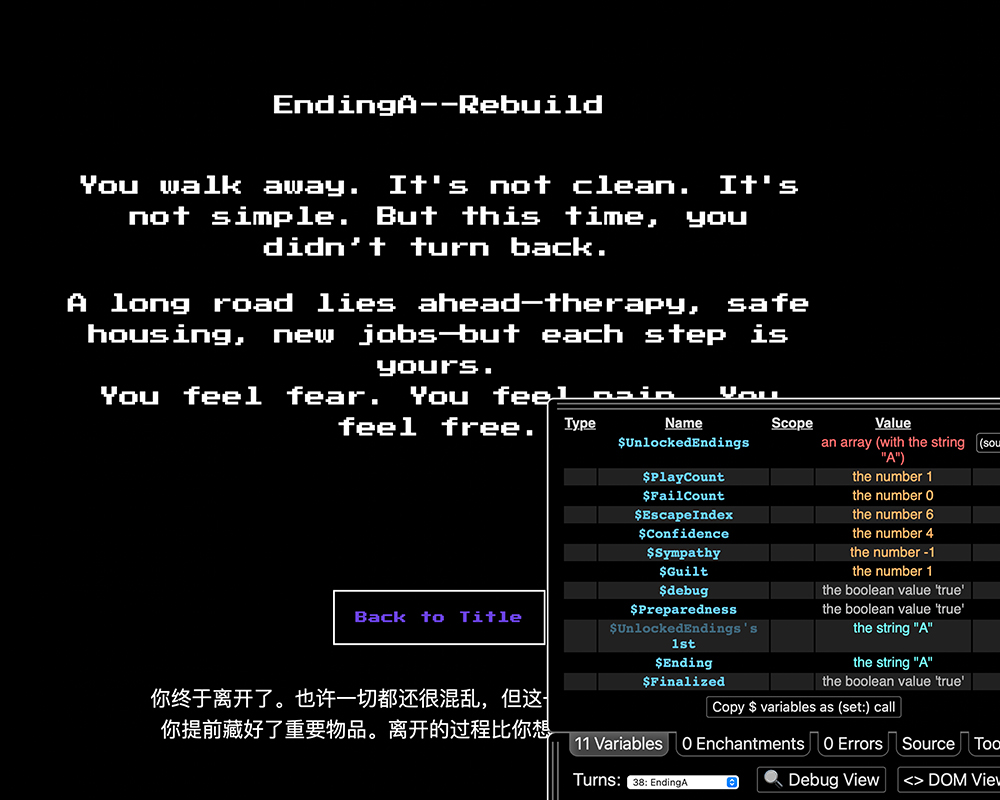 EndingA--Rebuild
You walk away. It's not clean. It's
not simple. But this time, you
didn’t turn back.
A long road lies ahead—therapy, safe
housing, new jobs—but each step is
yours.
You feel fear. You feel pain. You
feel free.
Back to Title
你终于离开了。也许一切都还很混乱，但这一
你提前藏好了重要物品。离开的过程比你想
Type Name Scope Value
$UnlockedEndings an array (with the string
"A") (sou
$PlayCount the number 1
$FailCount the number 0
$EscapeIndex the number 6
$Confidence the number 4
$Sympathy the number -1
$Guilt the number 1
$debug the boolean value 'true'
$Preparedness the boolean value 'true'
$UnlockedEndings's the string "A"
1st
$Ending the string "A"
$Finalized the boolean value 'true'
Copy $ variables as (set:) call
11 Variables 0 Enchantments 0 Errors Source Too
Turns: 38: EndingA Debug View <> DOM View